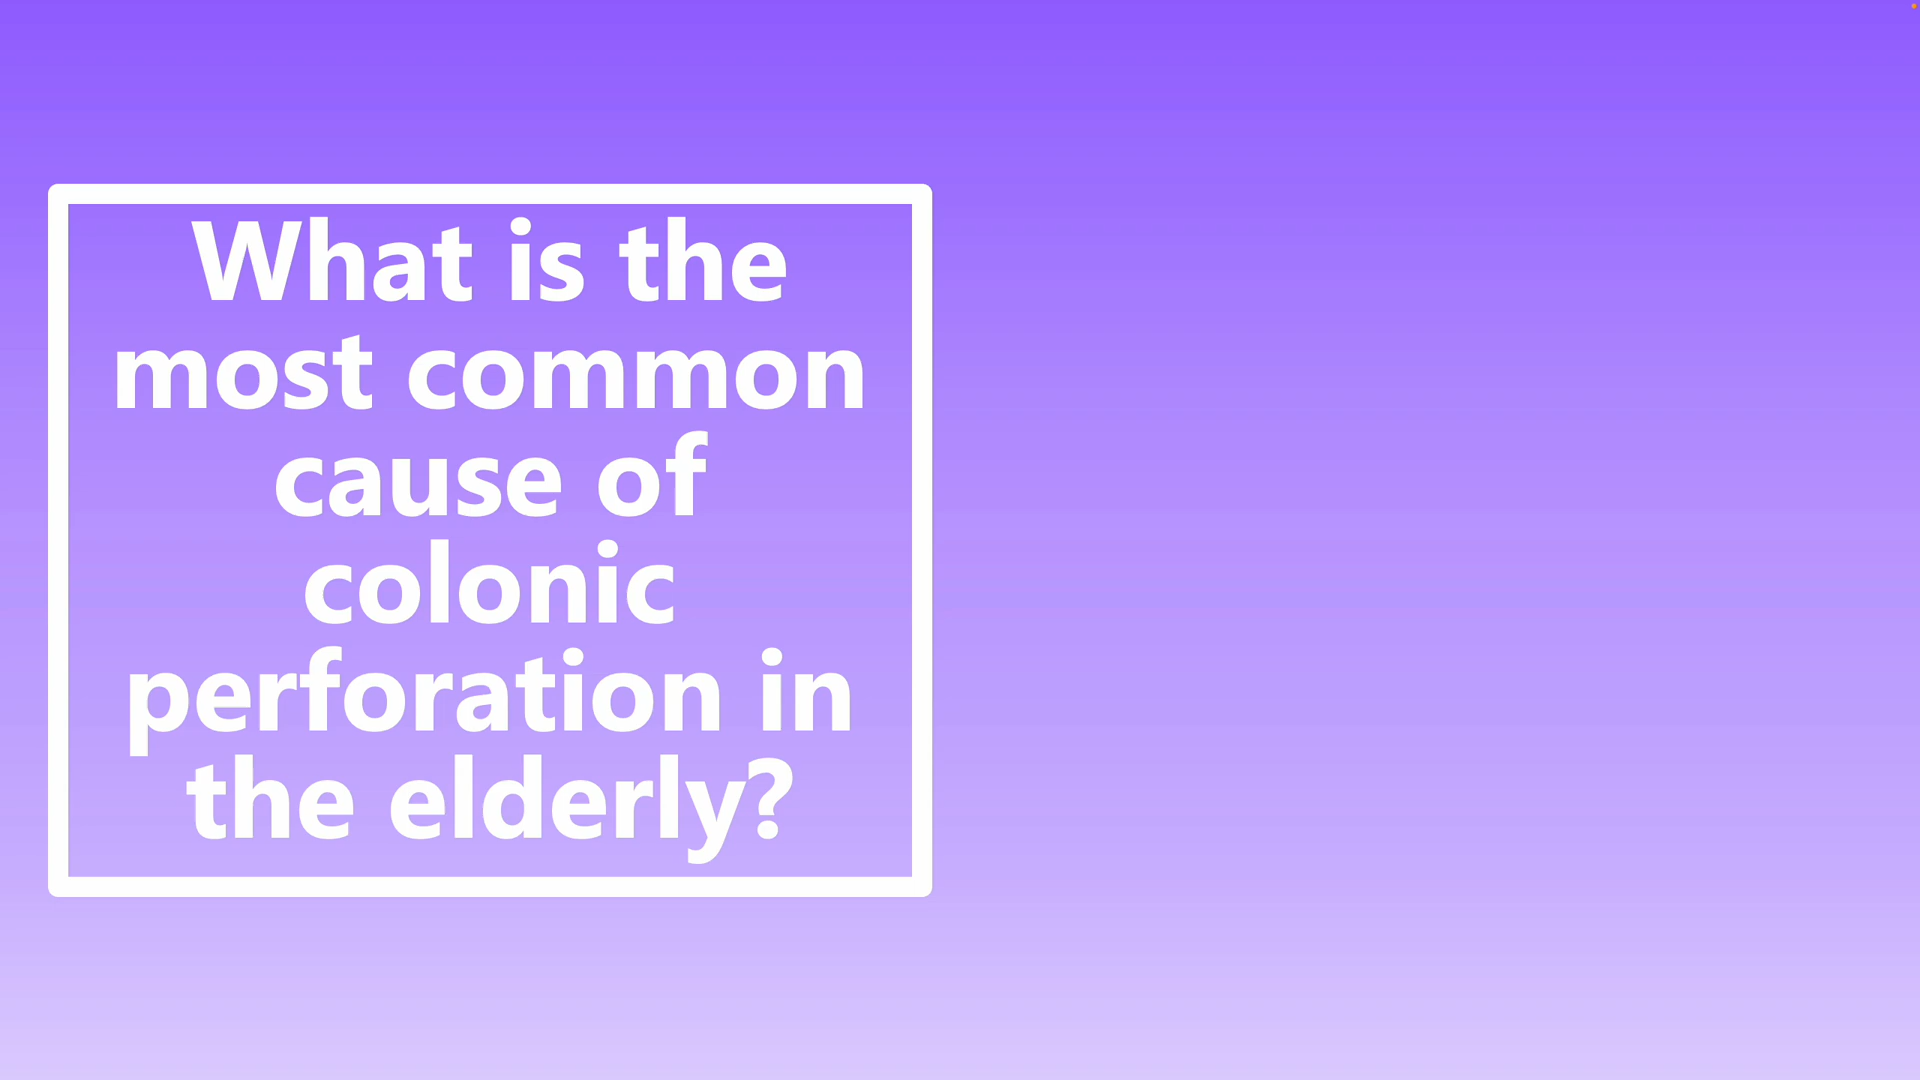 What is the
most common
cause of
colonic
perforation in
the elderly?